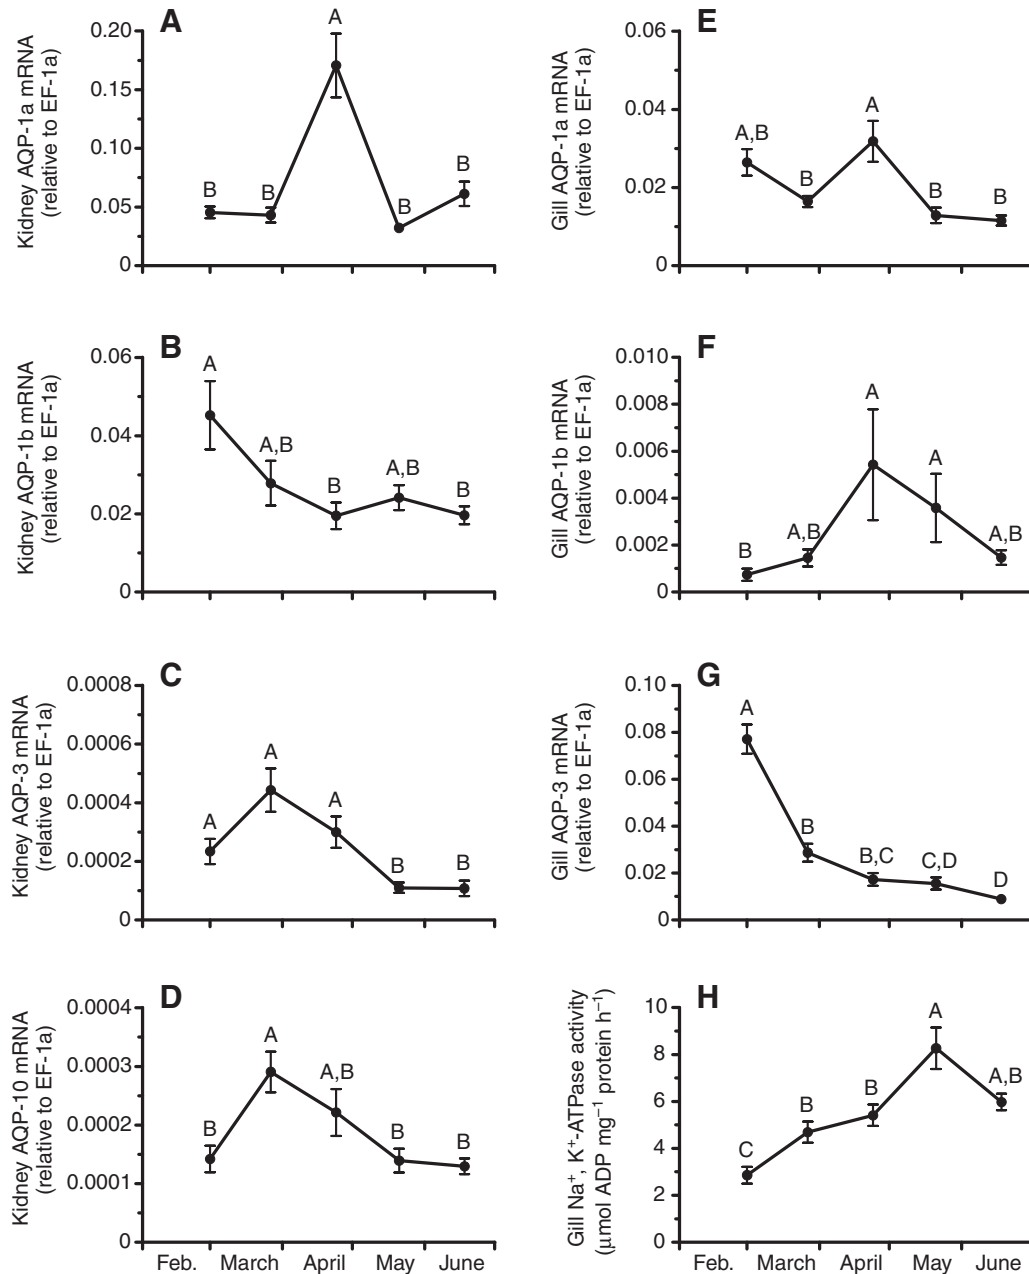 A
Kidney AQP-1a mRNA
(relative to EF-1a)
0.20
0.15
0.10
0.05
0
B
B
A
B
B
E
Gill AQP-1a mRNA
(relative to EF-1a)
0.06
0.04
0.02
0
A,B
B
A
B
B
B
Kidney AQP-1b mRNA
(relative to EF-1a)
0.06
0.04
0.02
0
A
A,B
B
A,B
B
F
Gill AQP-1b mRNA
(relative to EF-1a)
0.010
0.008
0.006
0.004
0.002
0
B
A,B
A
A
A,B
C
Kidney AQP-3 mRNA
(relative to EF-1a)
0.0008
0.0006
0.0004
0.0002
0
A
A
A
B
B
G
Gill AQP-3 mRNA
(relative to EF-1a)
0.10
0.08
0.06
0.04
0.02
0
A
B
B,C
C,D
D
D
Kidney AQP-10 mRNA
(relative to EF-1a)
0.0004
0.0003
0.0002
0.0001
0
B
A
A,B
B
B
Feb. March April May June
H
Gill Na⁺, K⁺-ATPase activity
(μmol ADP mg⁻¹ protein h⁻¹)
10
8
6
4
2
0
C
B
B
A
A,B
Feb. March April May June